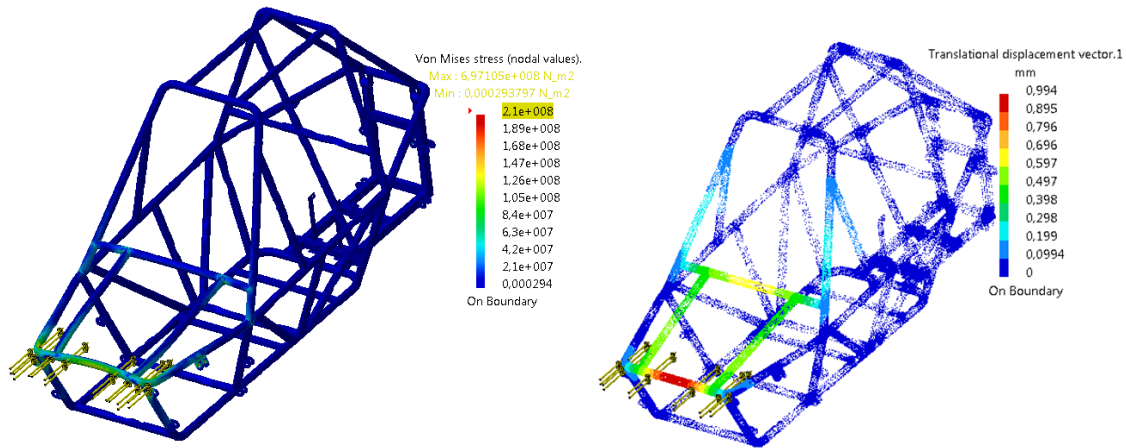 Von Mises stress (nodal values).
Max : 6,97105e+008 N_m2
Min : 0,000293797 N_m2
2,1e+008
1,89e+008
1,68e+008
1,47e+008
1,26e+008
1,05e+008
8,4e+007
6,3e+007
4,2e+007
2,1e+007
0,000294
On Boundary
Translational displacement vector.1
mm
0,994
0,895
0,796
0,696
0,597
0,497
0,398
0,298
0,199
0,0994
0
On Boundary